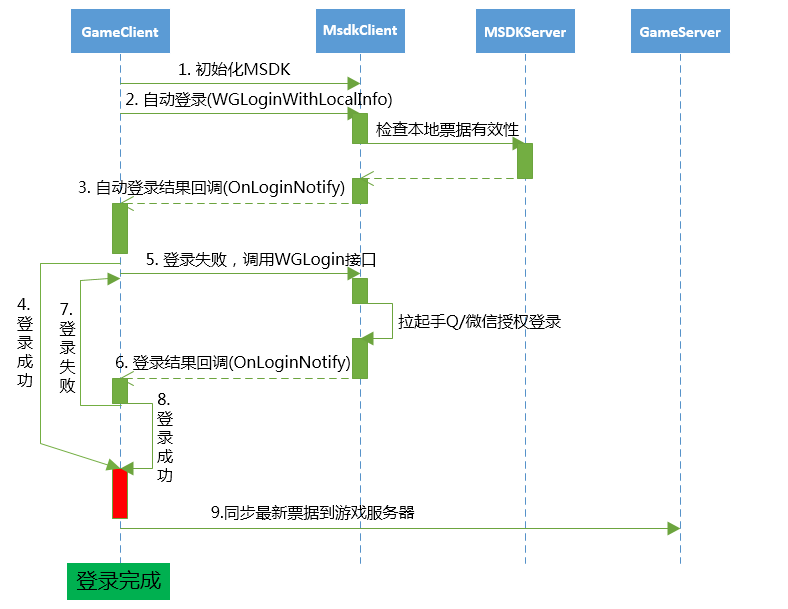 GameClient
MsdkClient
MSDKServer
GameServer
1. 初始化MSDK
2. 自动登录(WGLoginWithLocalInfo)
检查本地票据有效性
3. 自动登录结果回调(OnLoginNotify)
5. 登录失败，调用WGLogin接口
4.
登
录
成
功
7.
登
录
失
败
拉起手Q/微信授权登录
6. 登录结果回调(OnLoginNotify)
8.
登
录
成
功
9.同步最新票据到游戏服务器
登录完成